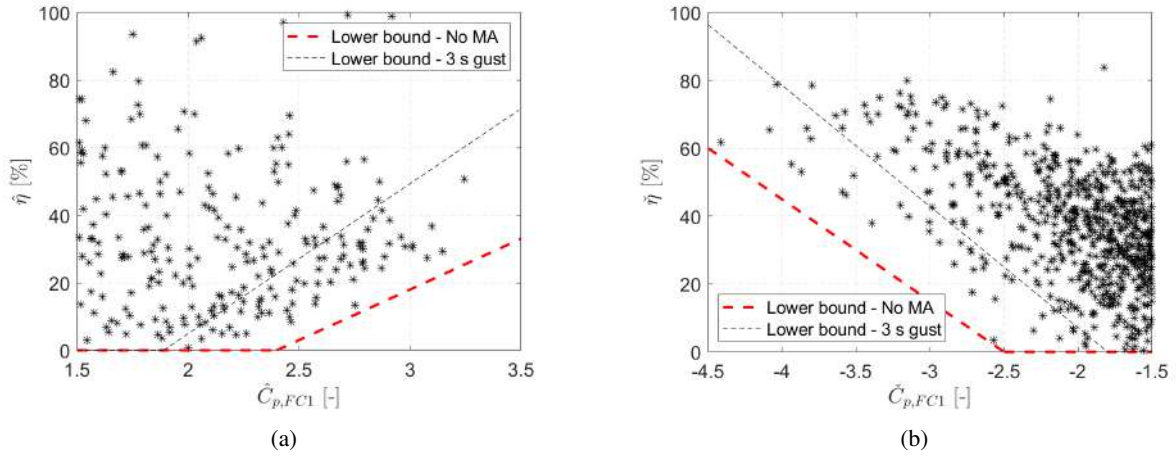 100
80
60
40
20
0
η̂ [%]
Lower bound - No MA
Lower bound - 3 s gust
1.5 2 2.5 3 3.5
Ĉp,FC1 [-]
(a)
100
80
60
40
20
0
η̌ [%]
Lower bound - No MA
Lower bound - 3 s gust
-4.5 -4 -3.5 -3 -2.5 -2 -1.5
Čp,FC1 [-]
(b)